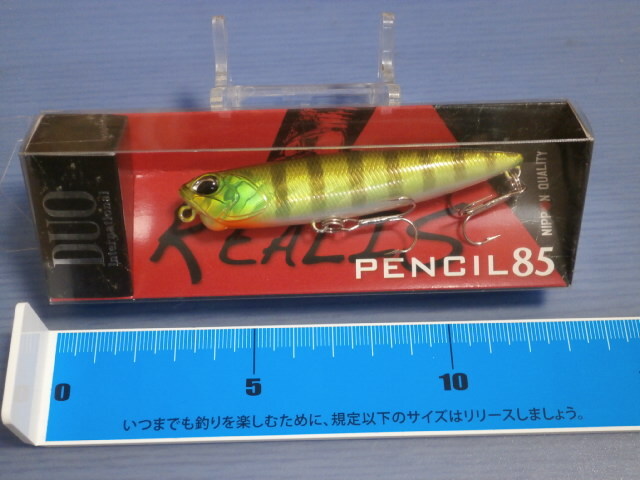 DUO
International
REALIS
PENCIL85
NIPPON QUALITY
0 5 10
いつまでも釣りを楽しむために、規定以下のサイズはリリースしましょう。